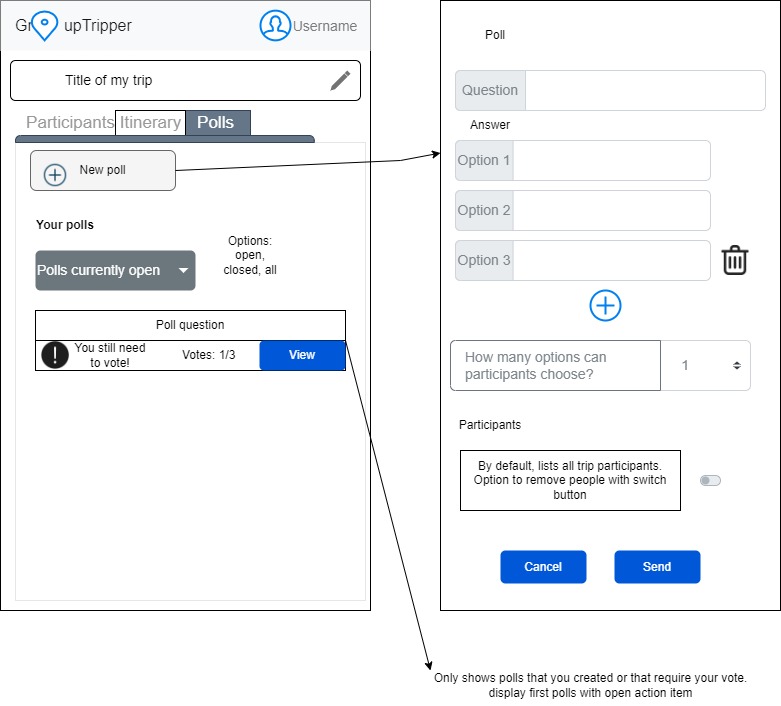 Gr upTripper
Username
Title of my trip
Participants Itinerary Polls
New poll
Your polls
Polls currently open
Options:
open,
closed, all
Poll question
You still need
to vote!
Votes: 1/3
View
Poll
Question
Answer
Option 1
Option 2
Option 3
How many options can
participants choose?
1
Participants
By default, lists all trip participants.
Option to remove people with switch
button
Cancel
Send
Only shows polls that you created or that require your vote.
display first polls with open action item